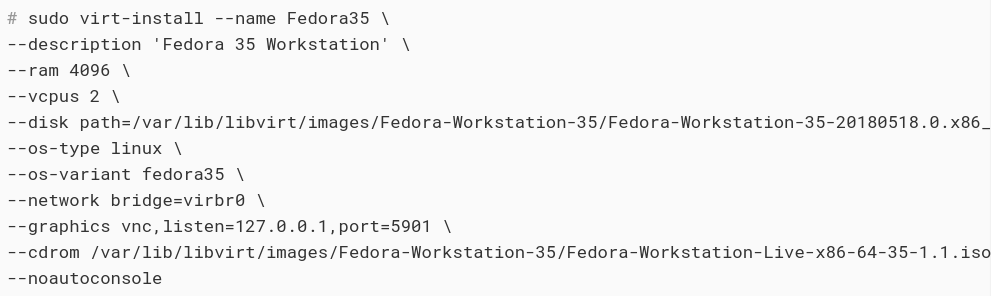 # sudo virt-install --name Fedora35 \
--description 'Fedora 35 Workstation' \
--ram 4096 \
--vcpus 2 \
--disk path=/var/lib/libvirt/images/Fedora-Workstation-35/Fedora-Workstation-35-20180518.0.x86_
--os-type linux \
--os-variant fedora35 \
--network bridge=virbr0 \
--graphics vnc,listen=127.0.0.1,port=5901 \
--cdrom /var/lib/libvirt/images/Fedora-Workstation-35/Fedora-Workstation-Live-x86-64-35-1.1.iso
--noautoconsole